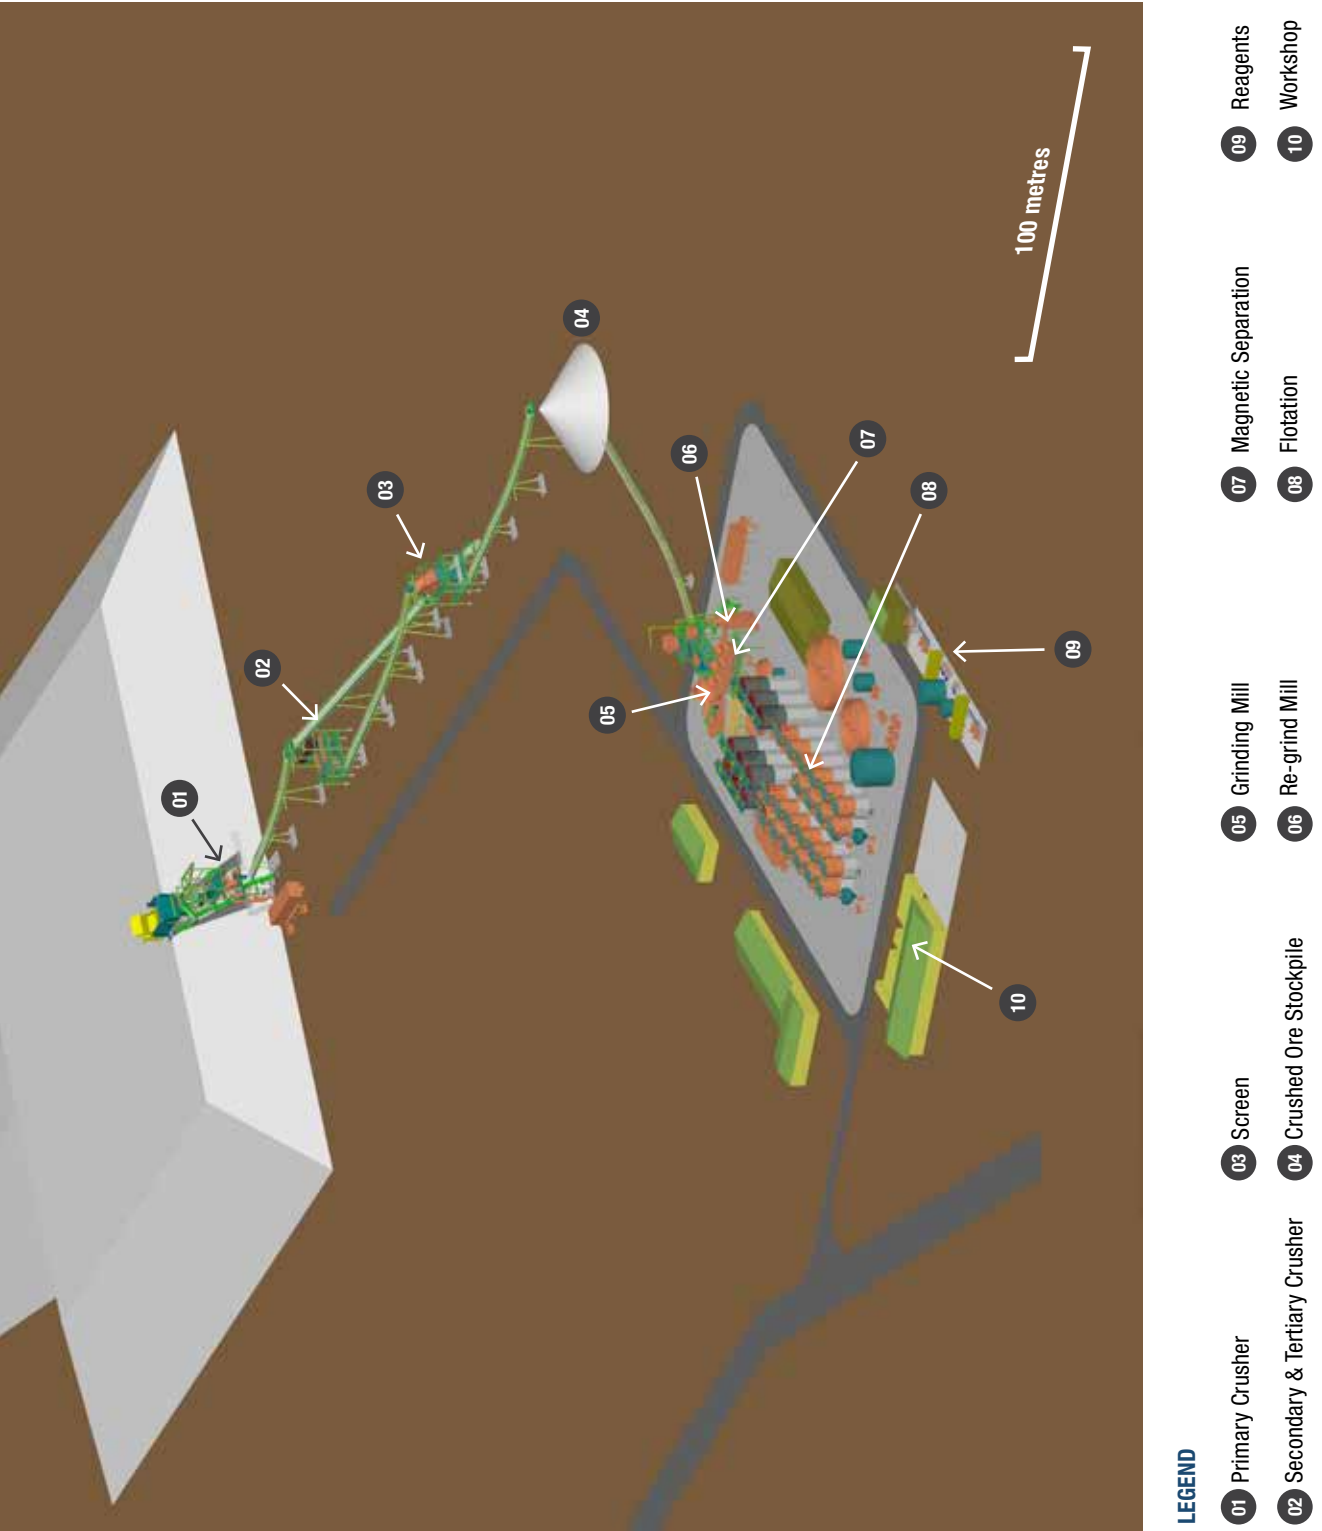 01
02
03
04
05
06
07
08
09
10
100 metres
LEGEND
01 Primary Crusher
02 Secondary & Tertiary Crusher
03 Screen
04 Crushed Ore Stockpile
05 Grinding Mill
06 Re-grind Mill
07 Magnetic Separation
08 Flotation
09 Reagents
10 Workshop